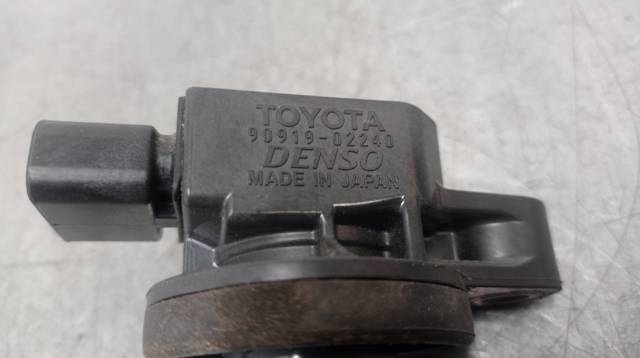 TOYOTA
90919-02240
DENSO
MADE IN JAPAN